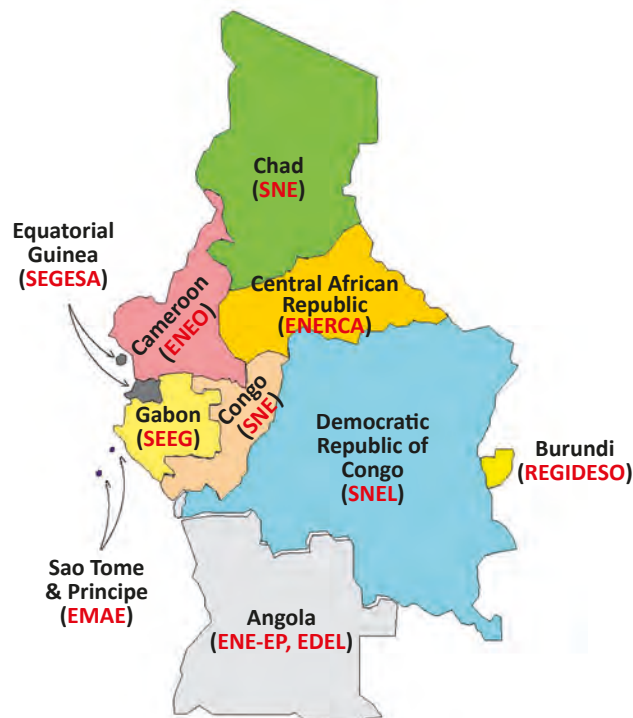 Chad
(SNE)
Equatorial
Guinea
(SEGESA)
Cameroon
(ENEO)
Central African
Republic
(ENERCA)
Gabon
(SEEG)
Congo
(SNE)
Democratic
Republic of
Congo
(SNEL)
Burundi
(REGIDESO)
Sao Tome
& Principe
(EMAE)
Angola
(ENE-EP, EDEL)